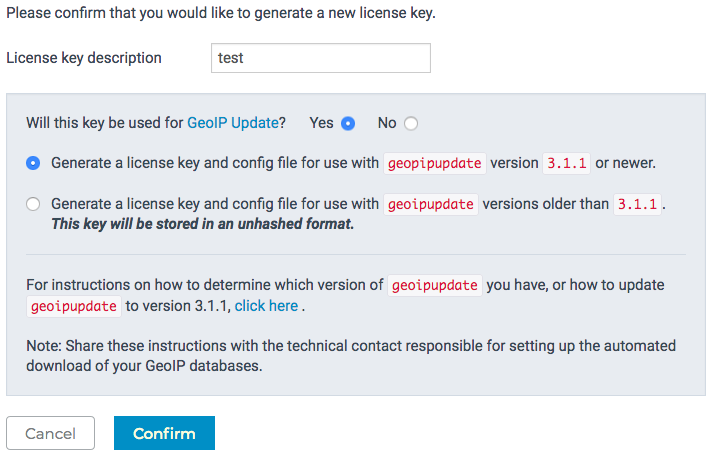 Please confirm that you would like to generate a new license key.
License key description test
Will this key be used for GeoIP Update? Yes No
Generate a license key and config file for use with geopipupdate version 3.1.1 or newer.
Generate a license key and config file for use with geoipupdate versions older than 3.1.1 .
This key will be stored in an unhashed format.
For instructions on how to determine which version of geoipupdate you have, or how to update
geoipupdate to version 3.1.1, click here .
Note: Share these instructions with the technical contact responsible for setting up the automated
download of your GeoIP databases.
Cancel Confirm